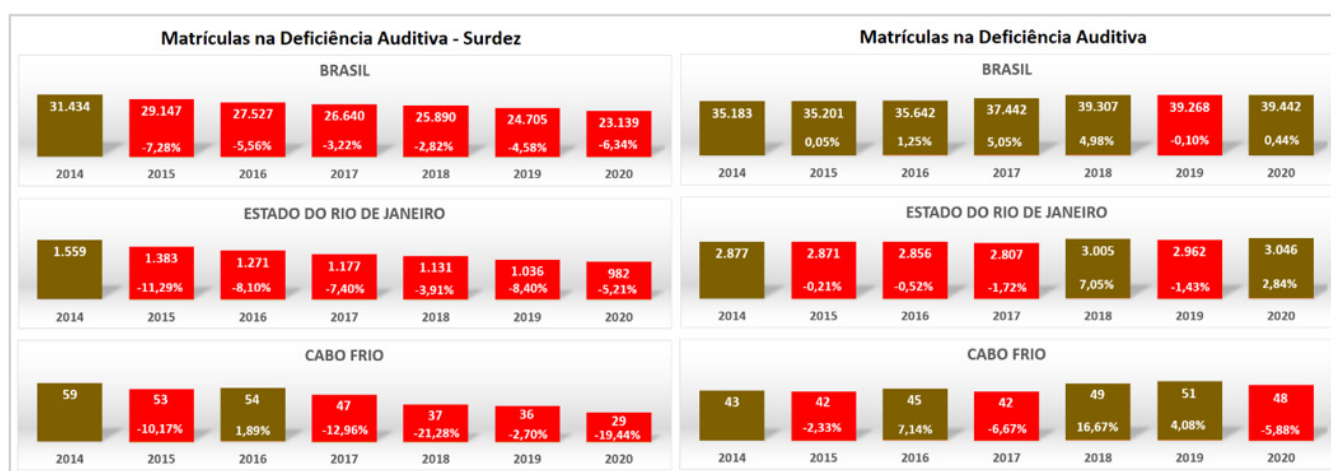 Matrículas na Deficiência Auditiva - Surdez
BRASIL
31.434 29.147 27.527 26.640 25.890 24.705 23.139
-7,28% -5,56% -3,22% -2,82% -4,58% -6,34%
2014 2015 2016 2017 2018 2019 2020
ESTADO DO RIO DE JANEIRO
1.559 1.383 1.271 1.177 1.131 1.036 982
-11,29% -8,10% -7,40% -3,91% -8,40% -5,21%
2014 2015 2016 2017 2018 2019 2020
CABO FRIO
59 53 54 47 37 36 29
-10,17% 1,89% -12,96% -21,28% -2,70% -19,44%
2014 2015 2016 2017 2018 2019 2020
Matrículas na Deficiência Auditiva
BRASIL
35.183 35.201 35.642 37.442 39.307 39.268 39.442
0,05% 1,25% 5,05% 4,98% -0,10% 0,44%
2014 2015 2016 2017 2018 2019 2020
ESTADO DO RIO DE JANEIRO
2.877 2.871 2.856 2.807 3.005 2.962 3.046
-0,21% -0,52% -1,72% 7,05% -1,43% 2,84%
2014 2015 2016 2017 2018 2019 2020
CABO FRIO
43 42 45 42 49 51 48
-2,33% 7,14% -6,67% 16,67% 4,08% -5,88%
2014 2015 2016 2017 2018 2019 2020